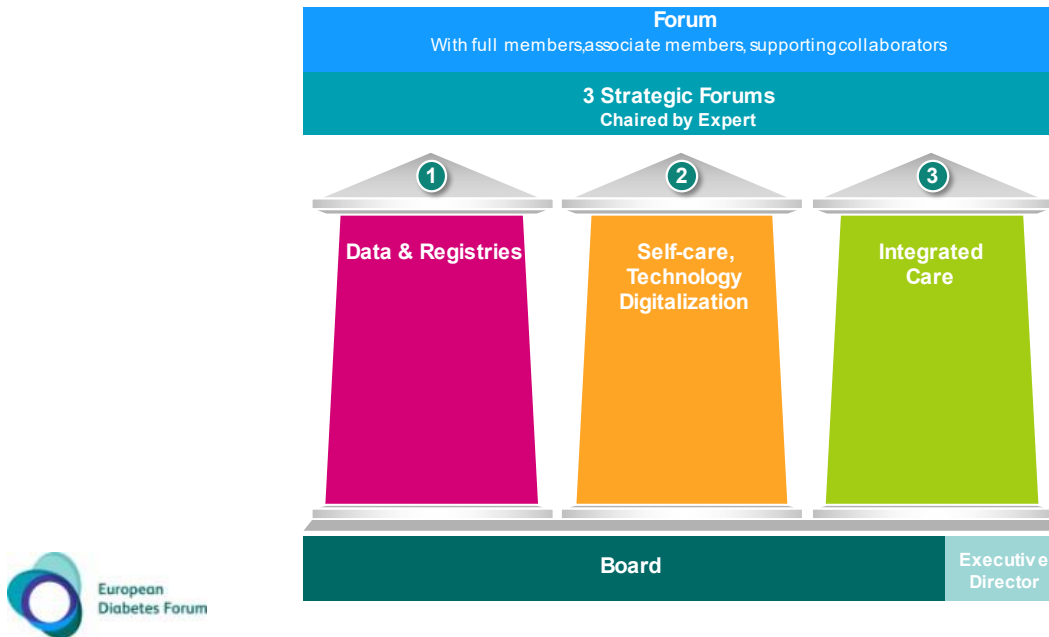 Forum
With full members,associate members, supporting collaborators
3 Strategic Forums
Chaired by Expert
1
2
3
Data & Registries
Self-care,
Technology
Digitalization
Integrated
Care
Board
Executive
Director
European
Diabetes Forum